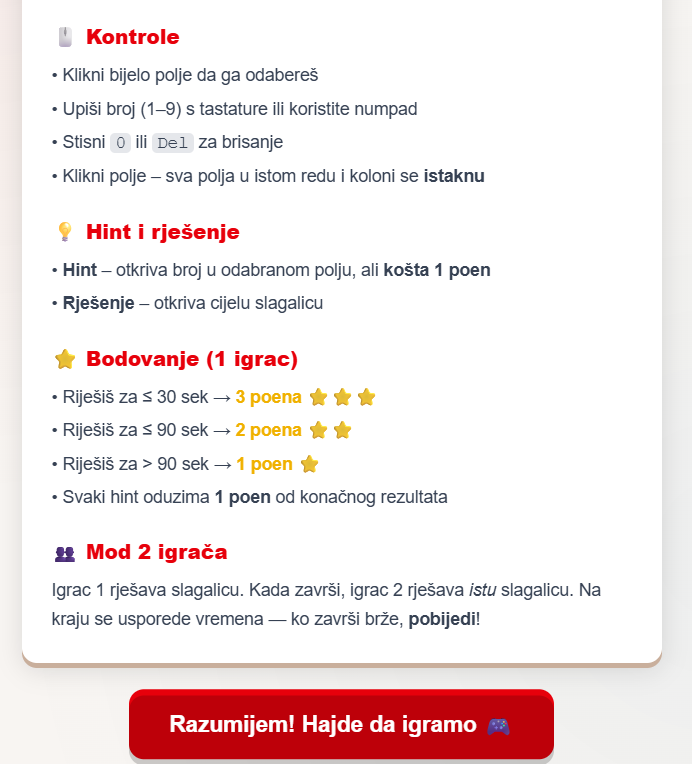 Kontrole
• Klikni bijelo polje da ga odabereš
• Upiši broj (1–9) s tastature ili koristite numpad
• Stisni 0 ili Del za brisanje
• Klikni polje – sva polja u istom redu i koloni se istaknu
Hint i rješenje
• Hint – otkriva broj u odabranom polju, ali košta 1 poen
• Rješenje – otkriva cijelu slagalicu
Bodovanje (1 igrac)
• Riješiš za ≤ 30 sek → 3 poena
• Riješiš za ≤ 90 sek → 2 poena
• Riješiš za > 90 sek → 1 poen
• Svaki hint oduzima 1 poen od konačnog rezultata
Mod 2 igrača
Igrac 1 rješava slagalicu. Kada završi, igrac 2 rješava istu slagalicu. Na
kraju se usporede vremena — ko završi brže, pobijedi!
Razumijem! Hajde da igramo